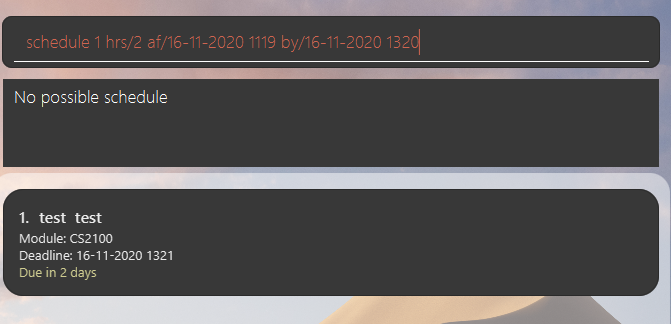 schedule 1 hrs/2 af/16-11-2020 1119 by/16-11-2020 1320
No possible schedule
1. test test
Module: CS2100
Deadline: 16-11-2020 1321
Due in 2 days